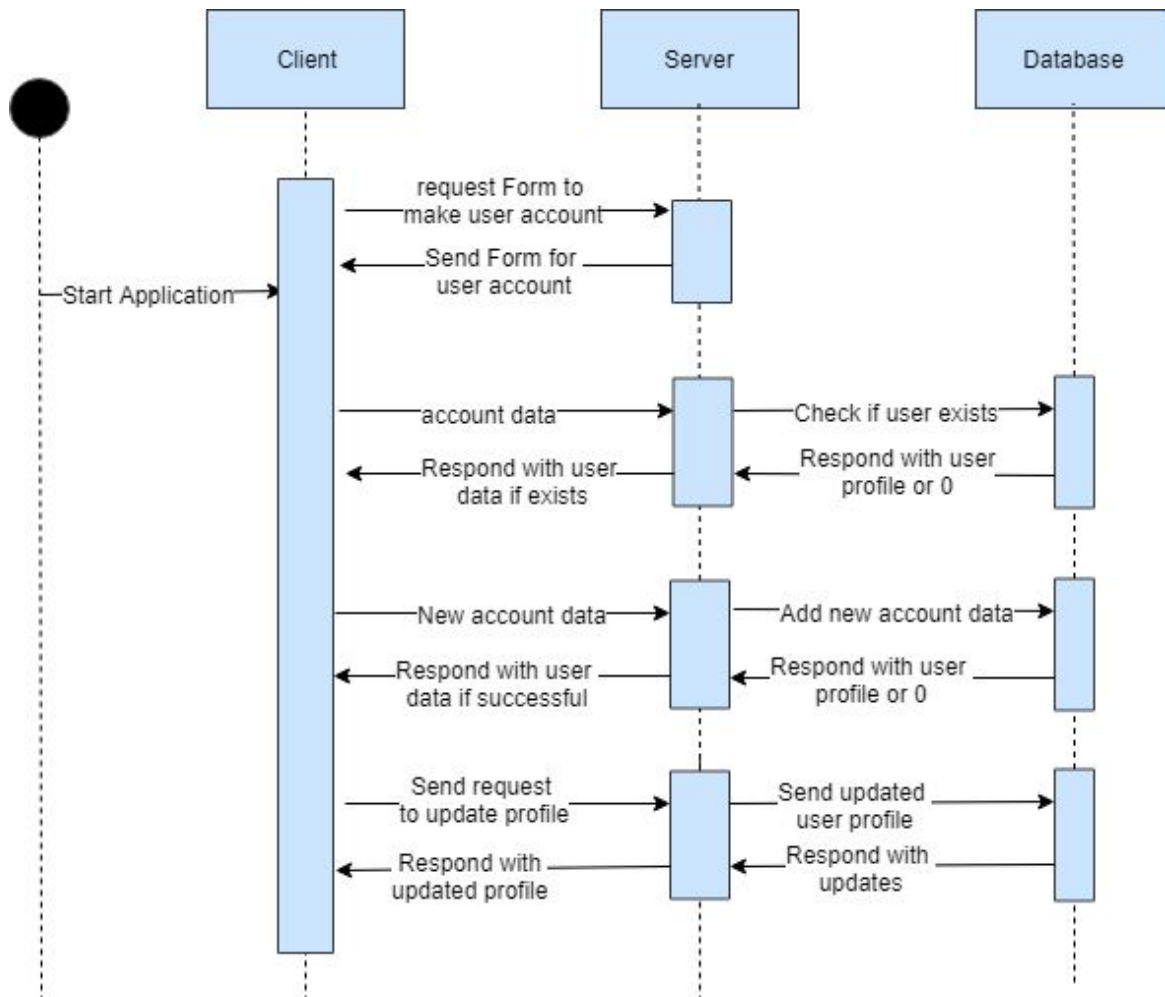 Client
Server
Database
request Form to
make user account
Send Form for
user account
Start Application
account data
Check if user exists
Respond with user
data if exists
Respond with user
profile or 0
New account data
Add new account data
Respond with user
data if successful
Respond with user
profile or 0
Send request
to update profile
Send updated
user profile
Respond with
updated profile
Respond with
updates